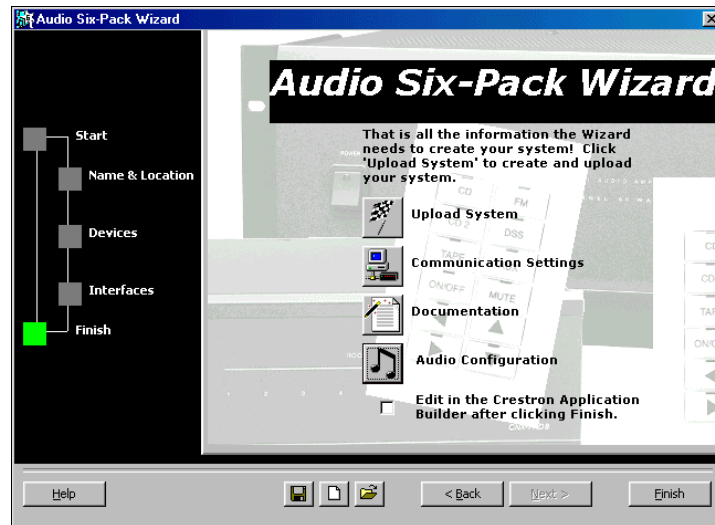 Audio Six-Pack Wizard
Audio Six-Pack Wizard
Start
Name & Location
Devices
Interfaces
Finish
That is all the information the Wizard
needs to create your system! Click
'Upload System' to create and upload
your system.
Upload System
Communication Settings
Documentation
Audio Configuration
Edit in the Crestron Application
Builder after clicking Finish.
CD
FM
CD 2
DSS
TAPE
ON/OFF
MUTE
Help
< Back
Next >
Finish